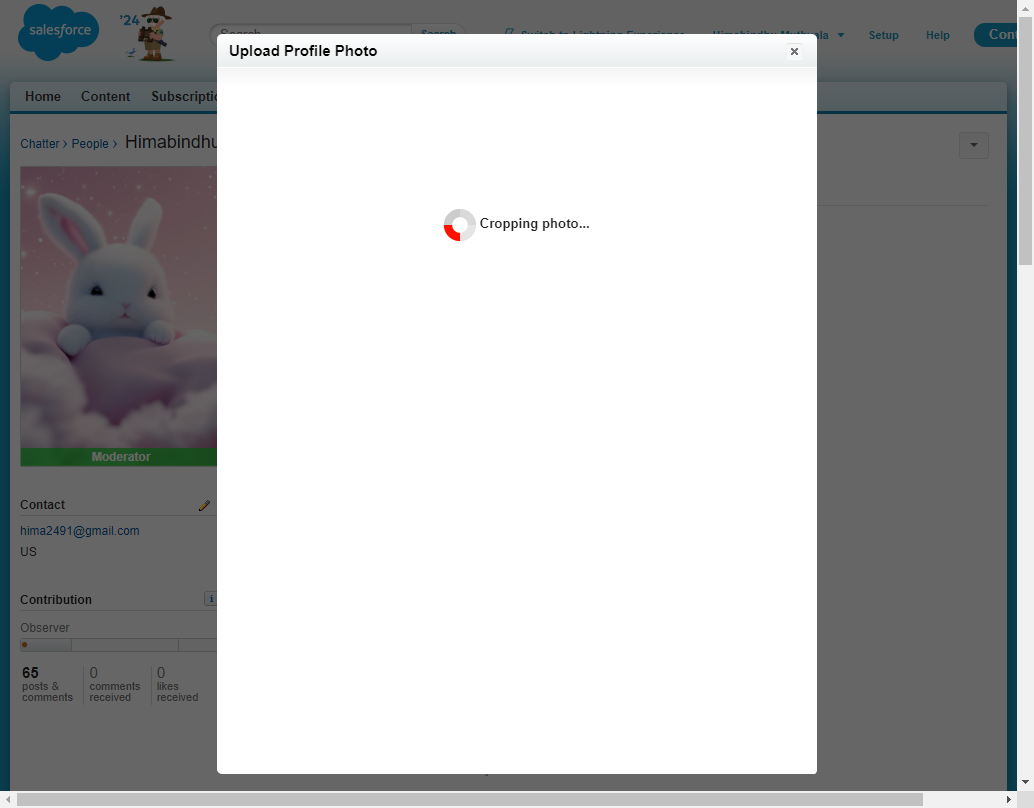 salesforce
'24
Search
Search
Switch to Lightning Experience
Himabindhu
Setup
Help
Cont
Upload Profile Photo
Home
Content
Subscriptio
Chatter › People › Himabindhu
Cropping photo...
Moderator
Contact
hima2491@gmail.com
US
Contribution
i
Observer
65
posts &
comments
0
comments
received
0
likes
received